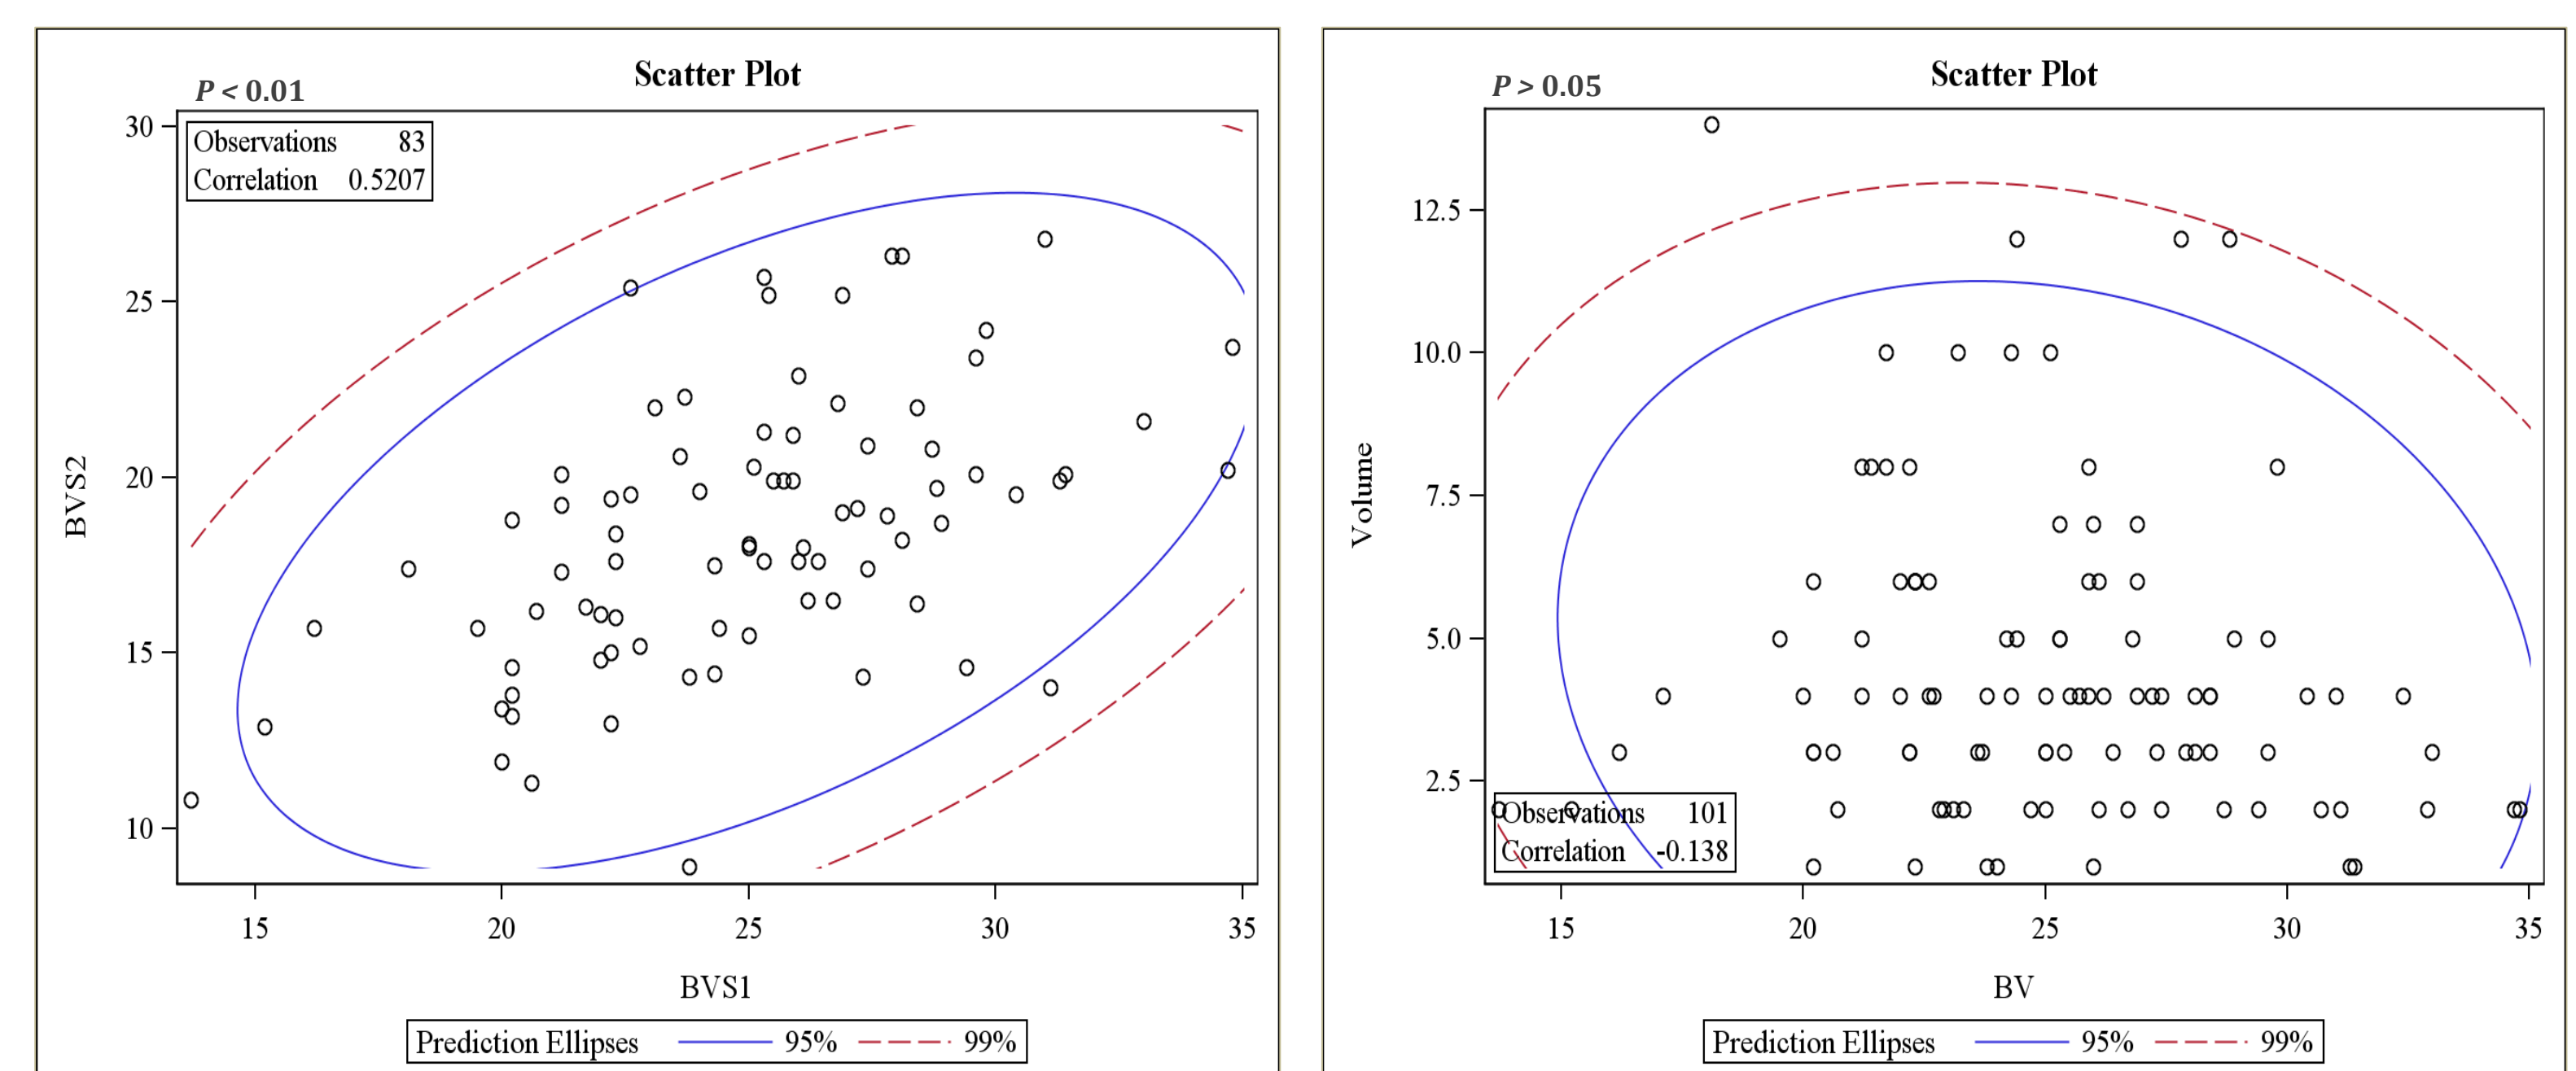 Scatter Plot
P < 0.01
Observations 83
Correlation 0.5207
30
25
20
15
10
BVS2
15 20 25 30 35
BVS1
Prediction Ellipses 95% 99%
Scatter Plot
P > 0.05
12.5
10.0
7.5
5.0
2.5
Volume
Observations 101
Correlation -0.138
15 20 25 30 35
BV
Prediction Ellipses 95% 99%